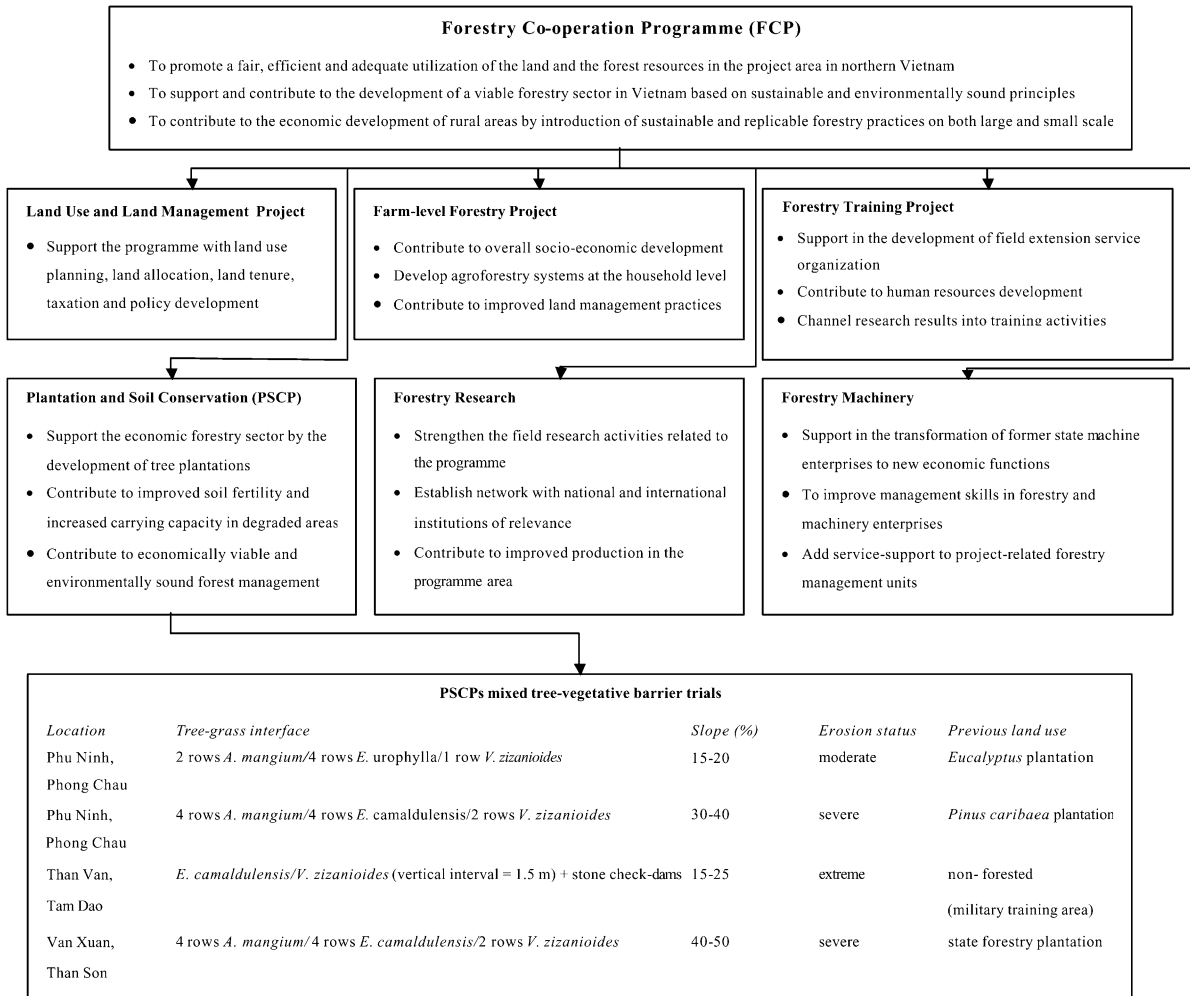 Forestry Co-operation Programme (FCP)
• To promote a fair, efficient and adequate utilization of the land and the forest resources in the project area in northern Vietnam
• To support and contribute to the development of a viable forestry sector in Vietnam based on sustainable and environmentally sound principles
• To contribute to the economic development of rural areas by introduction of sustainable and replicable forestry practices on both large and small scale
Land Use and Land Management Project
• Support the programme with land use
planning, land allocation, land tenure,
taxation and policy development
Farm-level Forestry Project
• Contribute to overall socio-economic development
• Develop agroforestry systems at the household level
• Contribute to improved land management practices
Forestry Training Project
• Support in the development of field extension service
organization
• Contribute to human resources development
• Channel research results into training activities
Plantation and Soil Conservation (PSCP)
• Support the economic forestry sector by the
development of tree plantations
• Contribute to improved soil fertility and
increased carrying capacity in degraded areas
• Contribute to economically viable and
environmentally sound forest management
Forestry Research
• Strengthen the field research activities related to
the programme
• Establish network with national and international
institutions of relevance
• Contribute to improved production in the
programme area
Forestry Machinery
• Support in the transformation of former state machine
enterprises to new economic functions
• To improve management skills in forestry and
machinery enterprises
• Add service-support to project-related forestry
management units
PSCPs mixed tree-vegetative barrier trials
Location Tree-grass interface Slope (%) Erosion status Previous land use
Phu Ninh, 2 rows A. mangium/4 rows E. urophylla/1 row V. zizanioides 15-20 moderate Eucalyptus plantation
Phong Chau
Phu Ninh, 4 rows A. mangium/4 rows E. camaldulensis/2 rows V. zizanioides 30-40 severe Pinus caribaea plantation
Phong Chau
Than Van, E. camaldulensis/V. zizanioides (vertical interval = 1.5 m) + stone check-dams 15-25 extreme non- forested
Tam Dao (military training area)
Van Xuan, 4 rows A. mangium/ 4 rows E. camaldulensis/2 rows V. zizanioides 40-50 severe state forestry plantation
Than Son